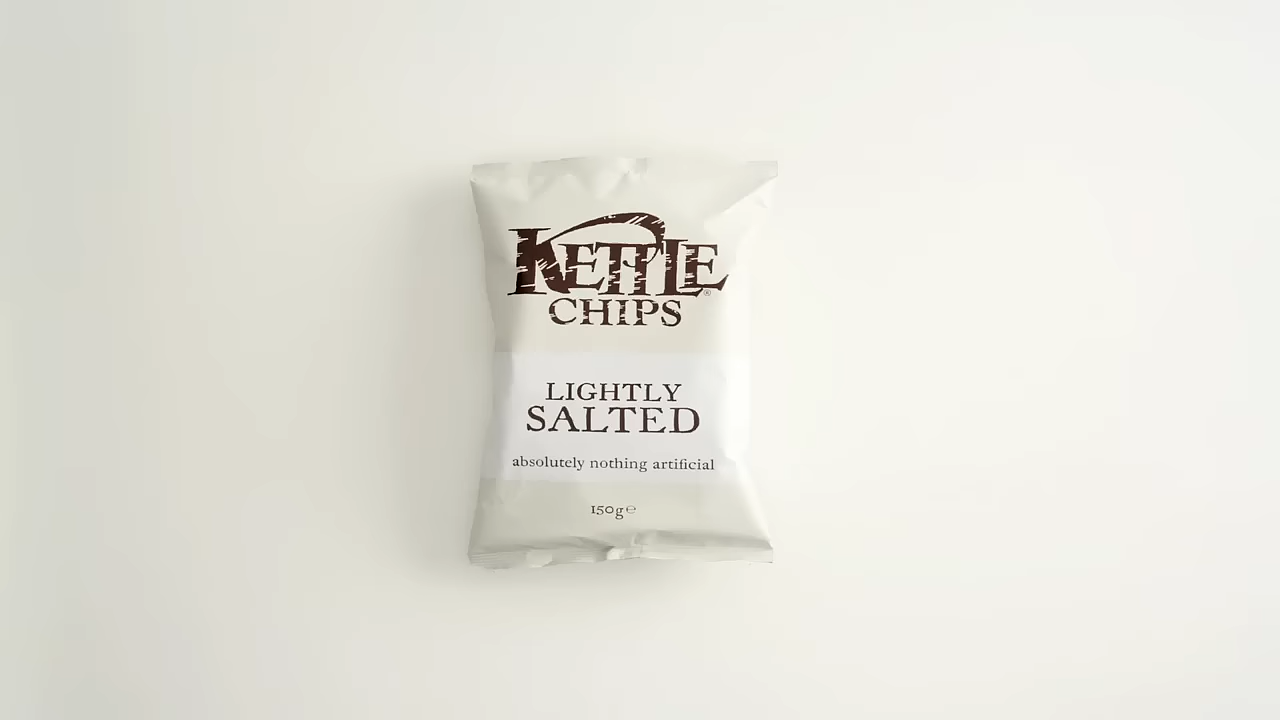 KETTLE®
CHIPS
LIGHTLY
SALTED
absolutely nothing artificial
150g℮